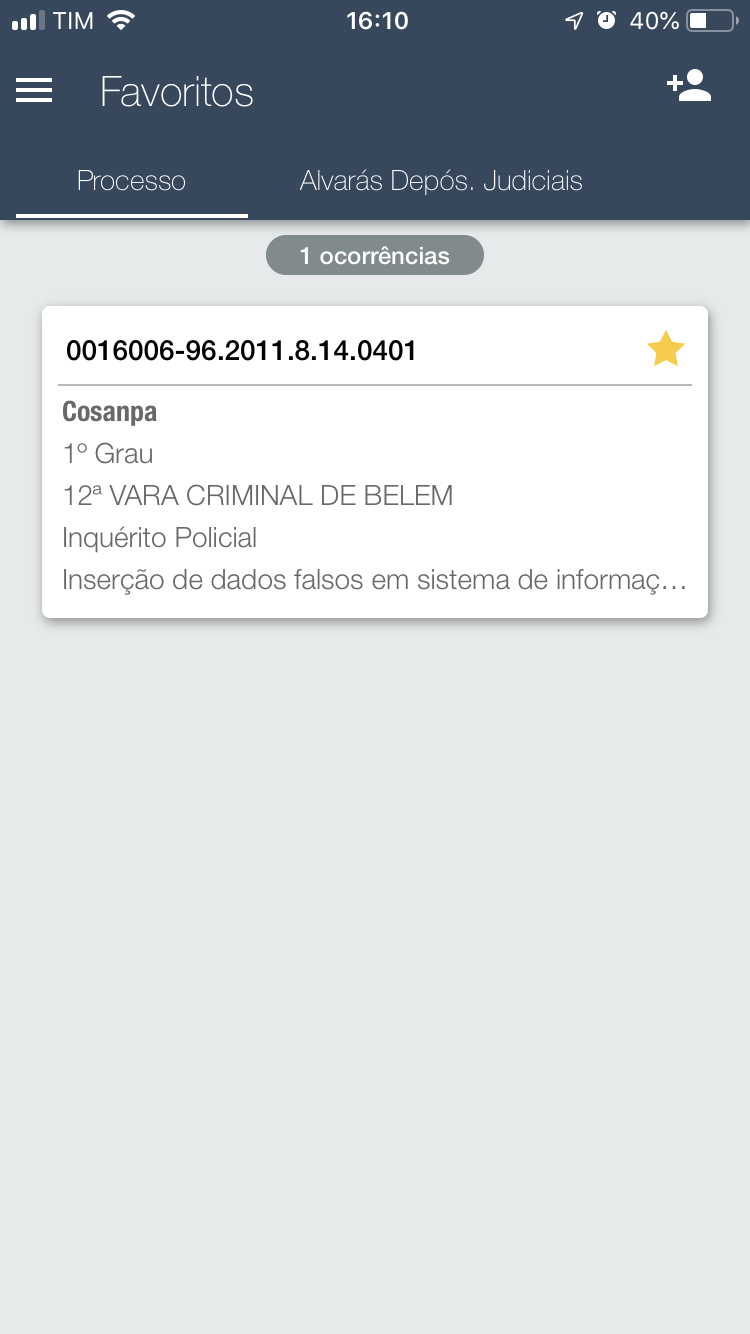 TIM 16:10 40%
Favoritos
Processo Alvarás Depós. Judiciais
1 ocorrências
0016006-96.2011.8.14.0401
Cosanpa
1º Grau
12ª VARA CRIMINAL DE BELEM
Inquérito Policial
Inserção de dados falsos em sistema de informaç...